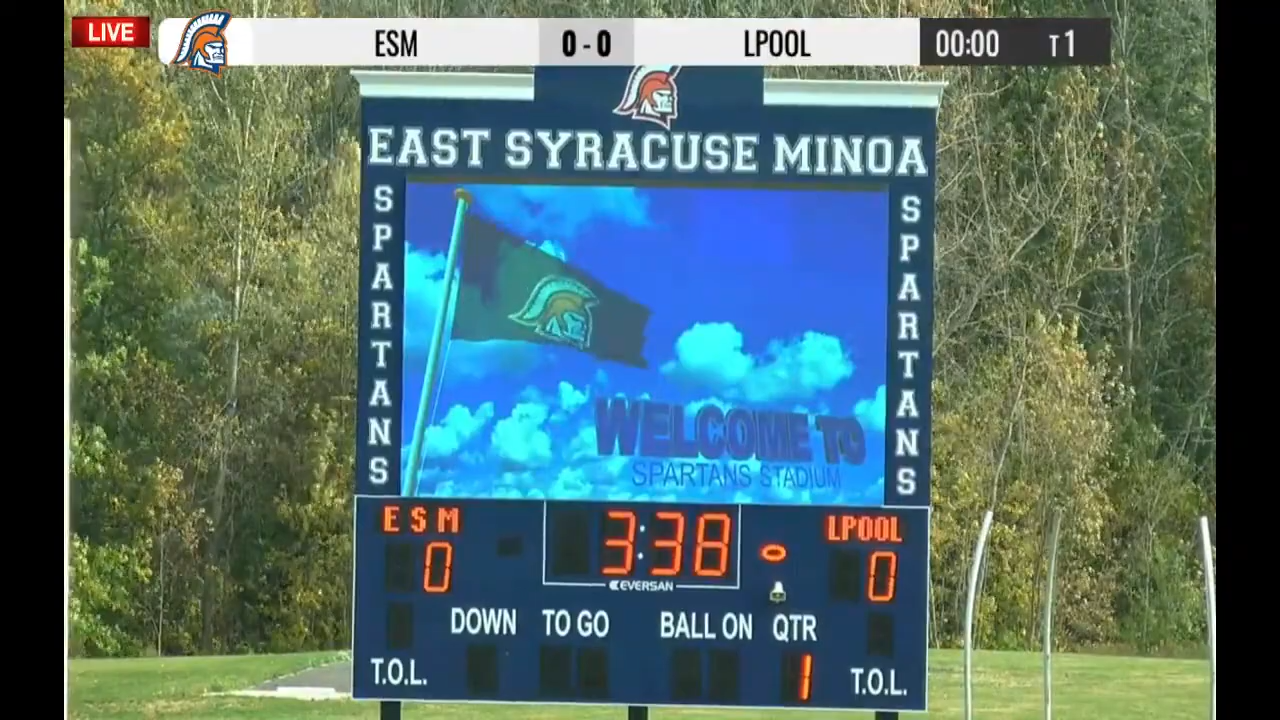 LIVE
ESM 0 - 0 LPOOL 00:00 T 1
EAST SYRACUSE MINOA
SPARTANS
SPARTANS
WELCOME TO
SPARTANS STADIUM
ESM 3:38 LPOOL
0 0
EVERSAN
DOWN TO GO BALL ON QTR
T.O.L. 1 T.O.L.